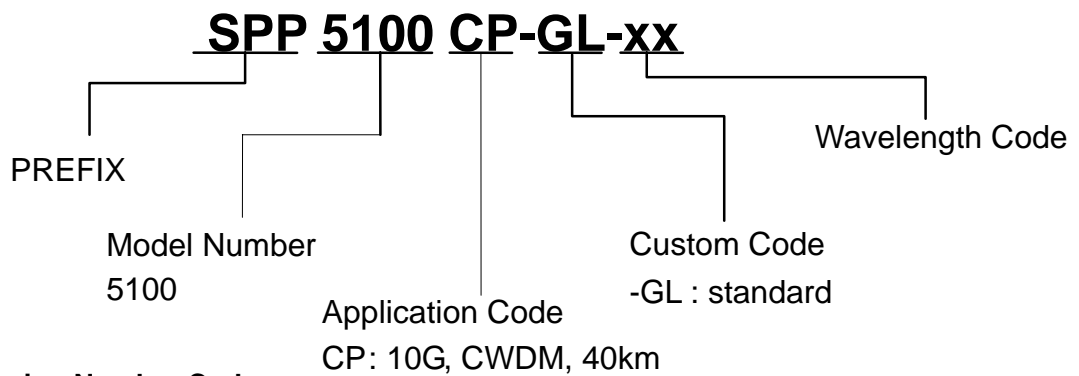 SPP 5100 CP-GL-xx
PREFIX
Wavelength Code
Model Number
5100
Custom Code
-GL : standard
Application Code
CP: 10G, CWDM, 40km